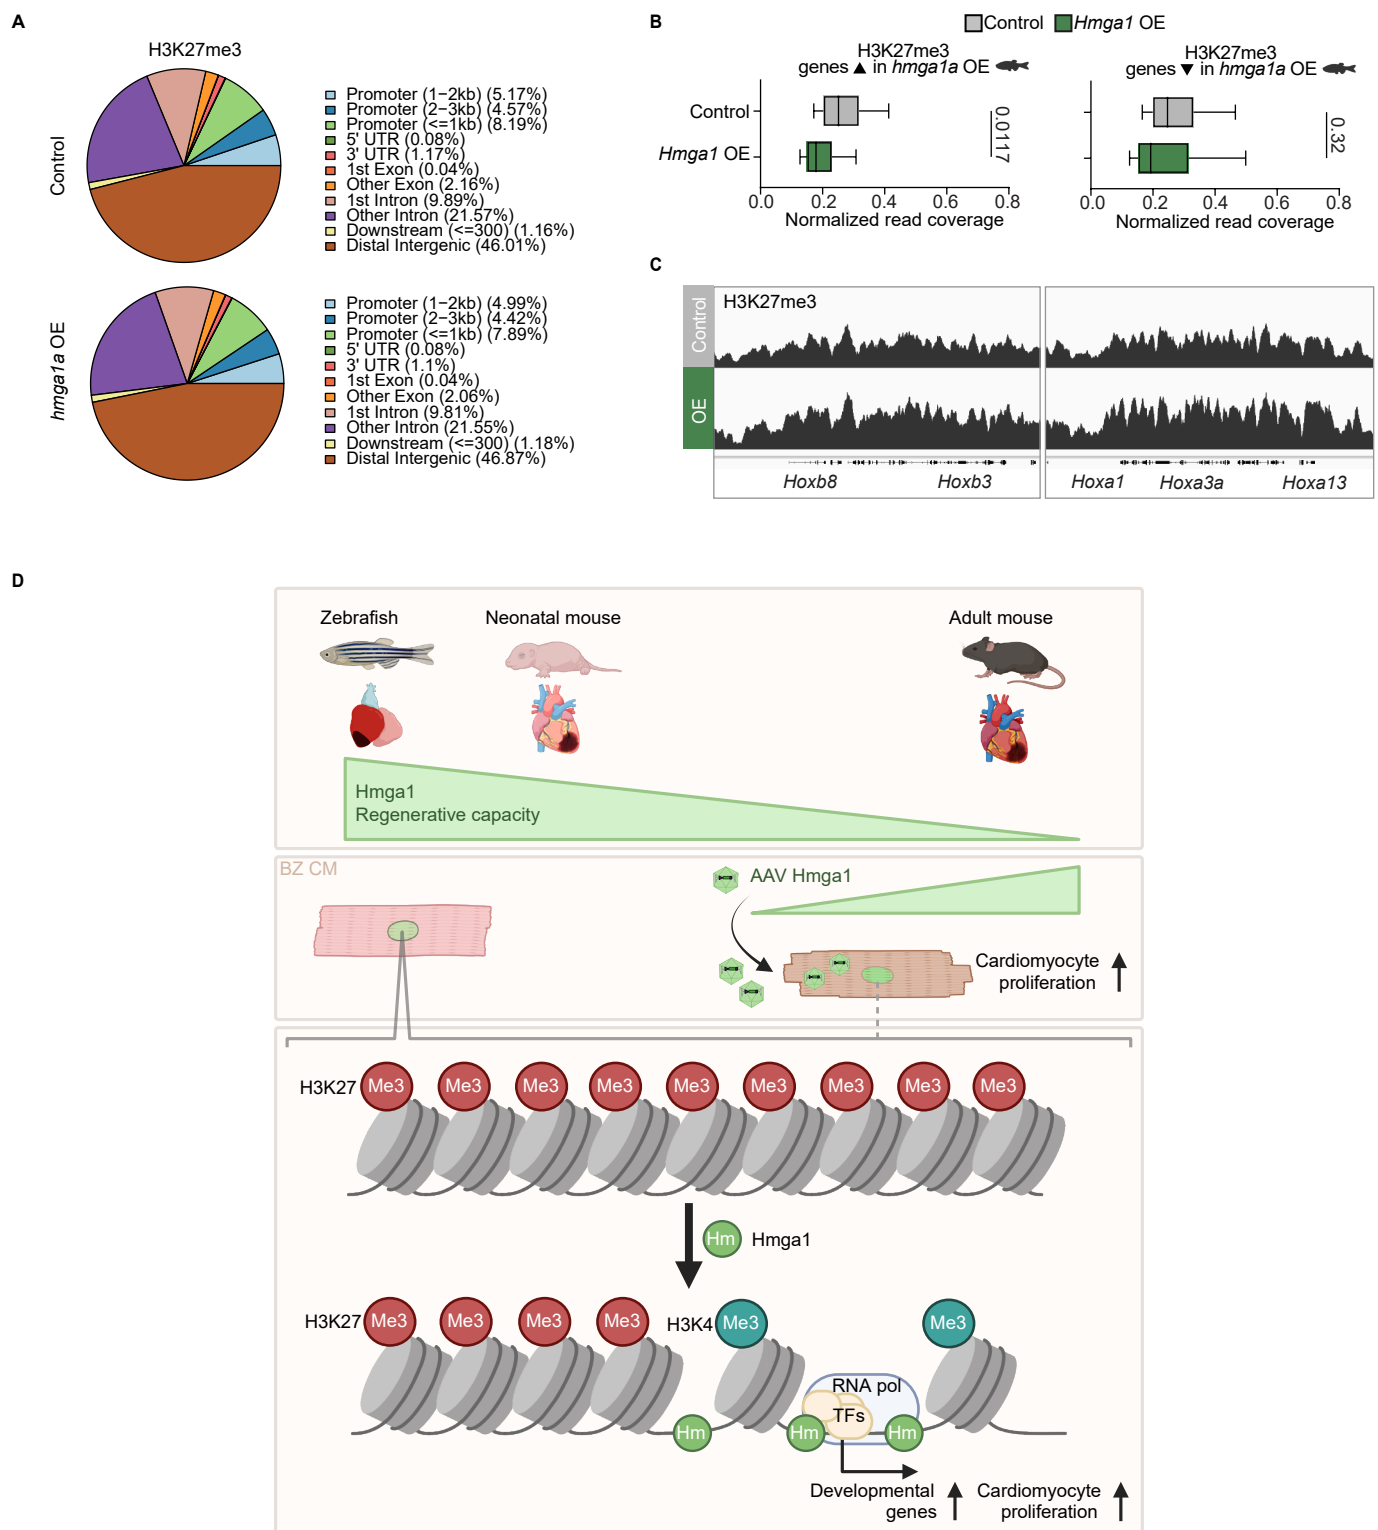 A
H3K27me3
Control
Promoter (1−2kb) (5.17%)
Promoter (2−3kb) (4.57%)
Promoter (<=1kb) (8.19%)
5' UTR (0.08%)
3' UTR (1.17%)
1st Exon (0.04%)
Other Exon (2.16%)
1st Intron (9.89%)
Other Intron (21.57%)
Downstream (<=300) (1.16%)
Distal Intergenic (46.01%)
hmga1a OE
Promoter (1−2kb) (4.99%)
Promoter (2−3kb) (4.42%)
Promoter (<=1kb) (7.89%)
5' UTR (0.08%)
3' UTR (1.1%)
1st Exon (0.04%)
Other Exon (2.06%)
1st Intron (9.81%)
Other Intron (21.55%)
Downstream (<=300) (1.18%)
Distal Intergenic (46.87%)
B
Control Hmga1 OE
H3K27me3
genes ▲ in hmga1a OE
Control
Hmga1 OE
0.0117
0.0 0.2 0.4 0.6 0.8
Normalized read coverage
H3K27me3
genes ▼ in hmga1a OE
0.32
0.0 0.2 0.4 0.6 0.8
Normalized read coverage
C
Control
H3K27me3
OE
Hoxb8 Hoxb3
Hoxa1 Hoxa3a Hoxa13
D
Zebrafish Neonatal mouse Adult mouse
Hmga1
Regenerative capacity
BZ CM
AAV Hmga1
Cardiomyocyte
proliferation
H3K27 Me3 Me3 Me3 Me3 Me3 Me3 Me3 Me3 Me3
Hm Hmga1
H3K27 Me3 Me3 Me3 Me3 H3K4 Me3 Me3
RNA pol
TFs
Hm Hm Hm
Developmental
genes
Cardiomyocyte
proliferation